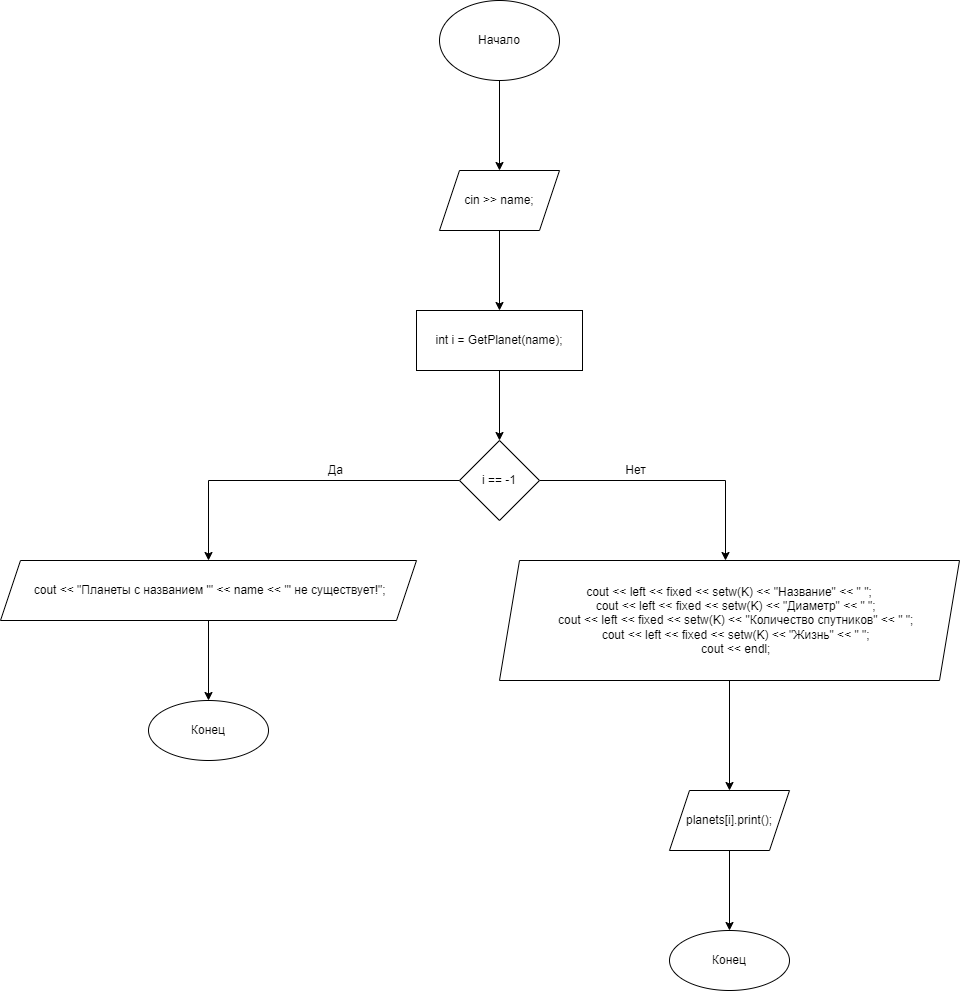 Начало
cin >> name;
int i = GetPlanet(name);
i == -1
Да
Нет
cout << "Планеты с названием '" << name << "' не существует!";
cout << left << fixed << setw(K) << "Название" << " ";
cout << left << fixed << setw(K) << "Диаметр" << " ";
cout << left << fixed << setw(K) << "Количество спутников" << " ";
cout << left << fixed << setw(K) << "Жизнь" << " ";
cout << endl;
Конец
planets[i].print();
Конец